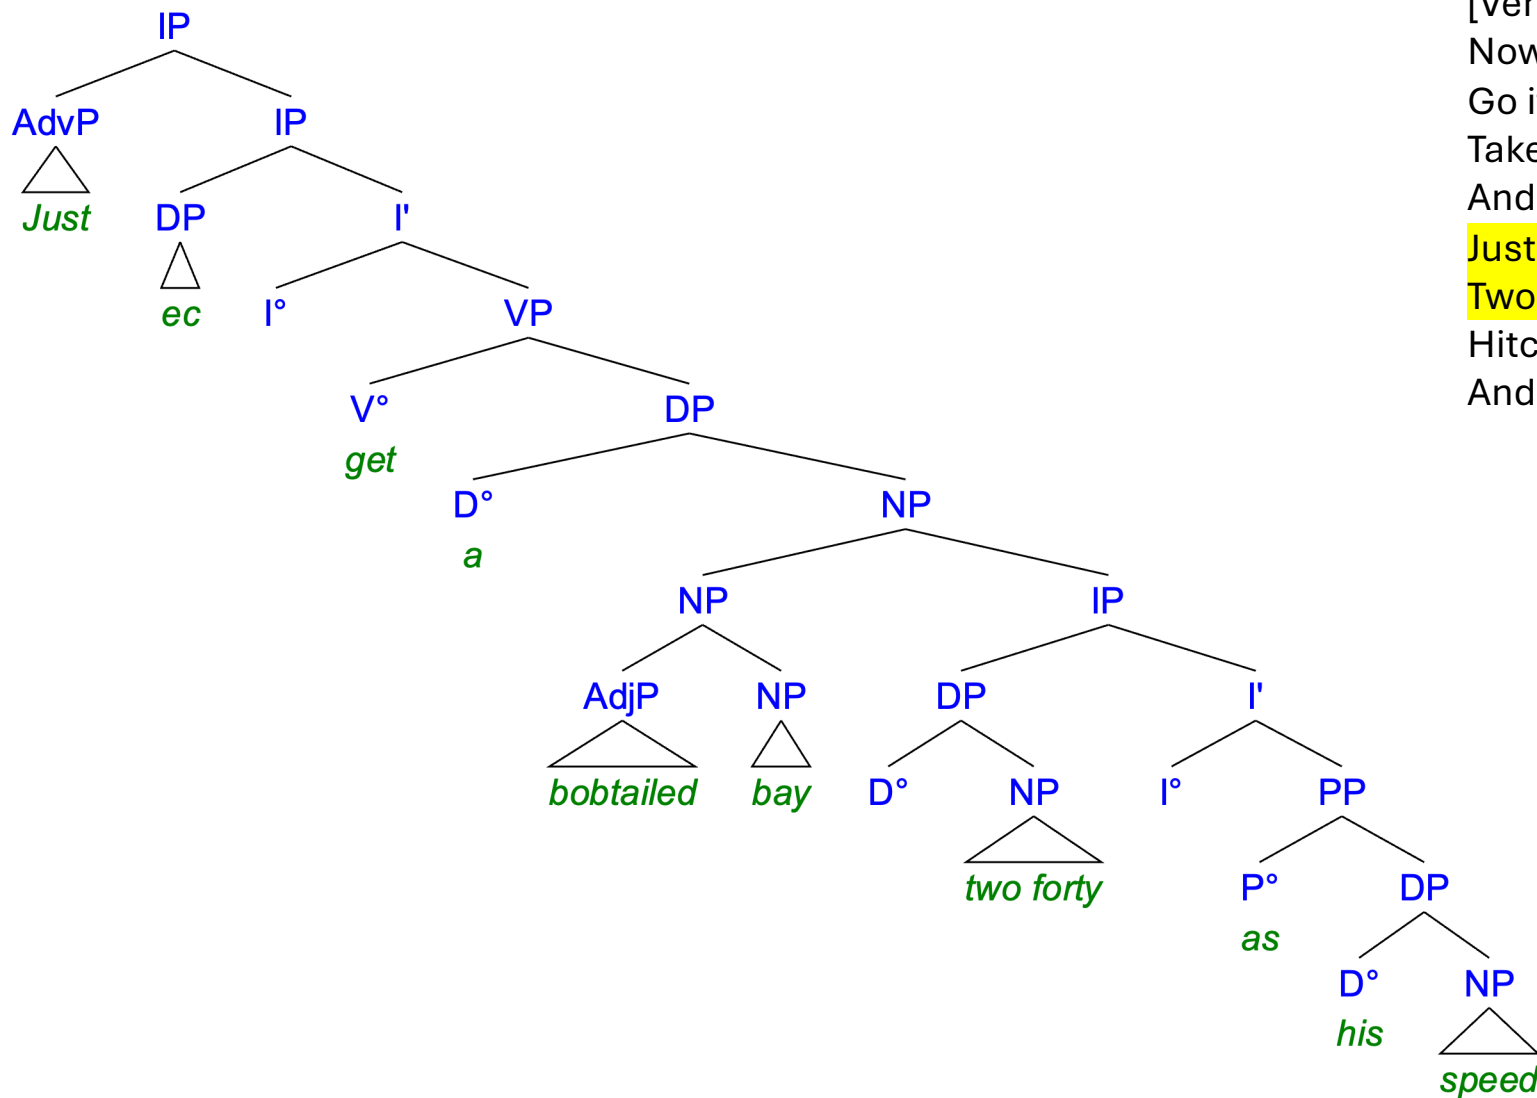 IP
AdvP IP
Just DP I'
ec I° VP
V° DP
get D° NP
a
NP IP
AdjP NP DP I'
bobtailed bay D° NP I° PP
two forty P° DP
as
D° NP
his
speed
Now
Go
Take
And
Just
Two
And